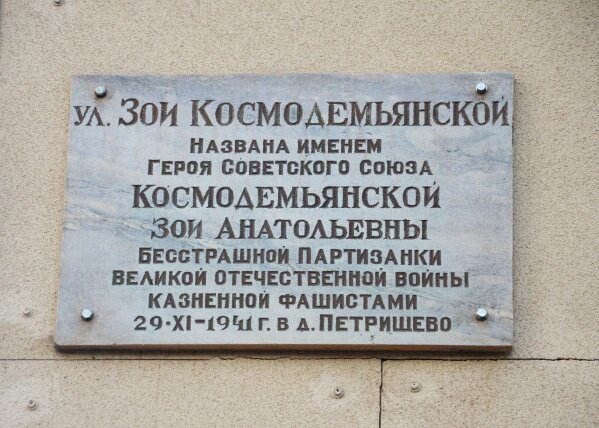 ул. Зои Космодемьянской
названа именем
Героя Советского Союза
Космодемьянской
Зои Анатольевны
бесстрашной партизанки
Великой Отечественной войны
казненной фашистами
29·XI–1941 г. в д. Петрищево